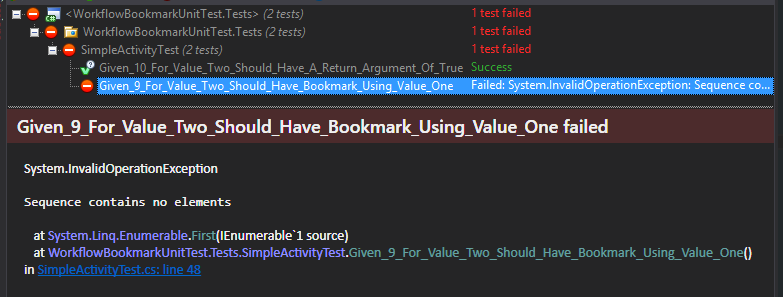 <WorkflowBookmarkUnitTest.Tests> (2 tests) 1 test failed
WorkflowBookmarkUnitTest.Tests (2 tests) 1 test failed
SimpleActivityTest (2 tests) 1 test failed
Given_10_For_Value_Two_Should_Have_A_Return_Argument_Of_True Success
Given_9_For_Value_Two_Should_Have_Bookmark_Using_Value_One Failed: System.InvalidOperationException: Sequence co...
Given_9_For_Value_Two_Should_Have_Bookmark_Using_Value_One failed
System.InvalidOperationException
Sequence contains no elements
at System.Linq.Enumerable.First(IEnumerable`1 source)
at WorkflowBookmarkUnitTest.Tests.SimpleActivityTest.Given_9_For_Value_Two_Should_Have_Bookmark_Using_Value_One()
in SimpleActivityTest.cs: line 48